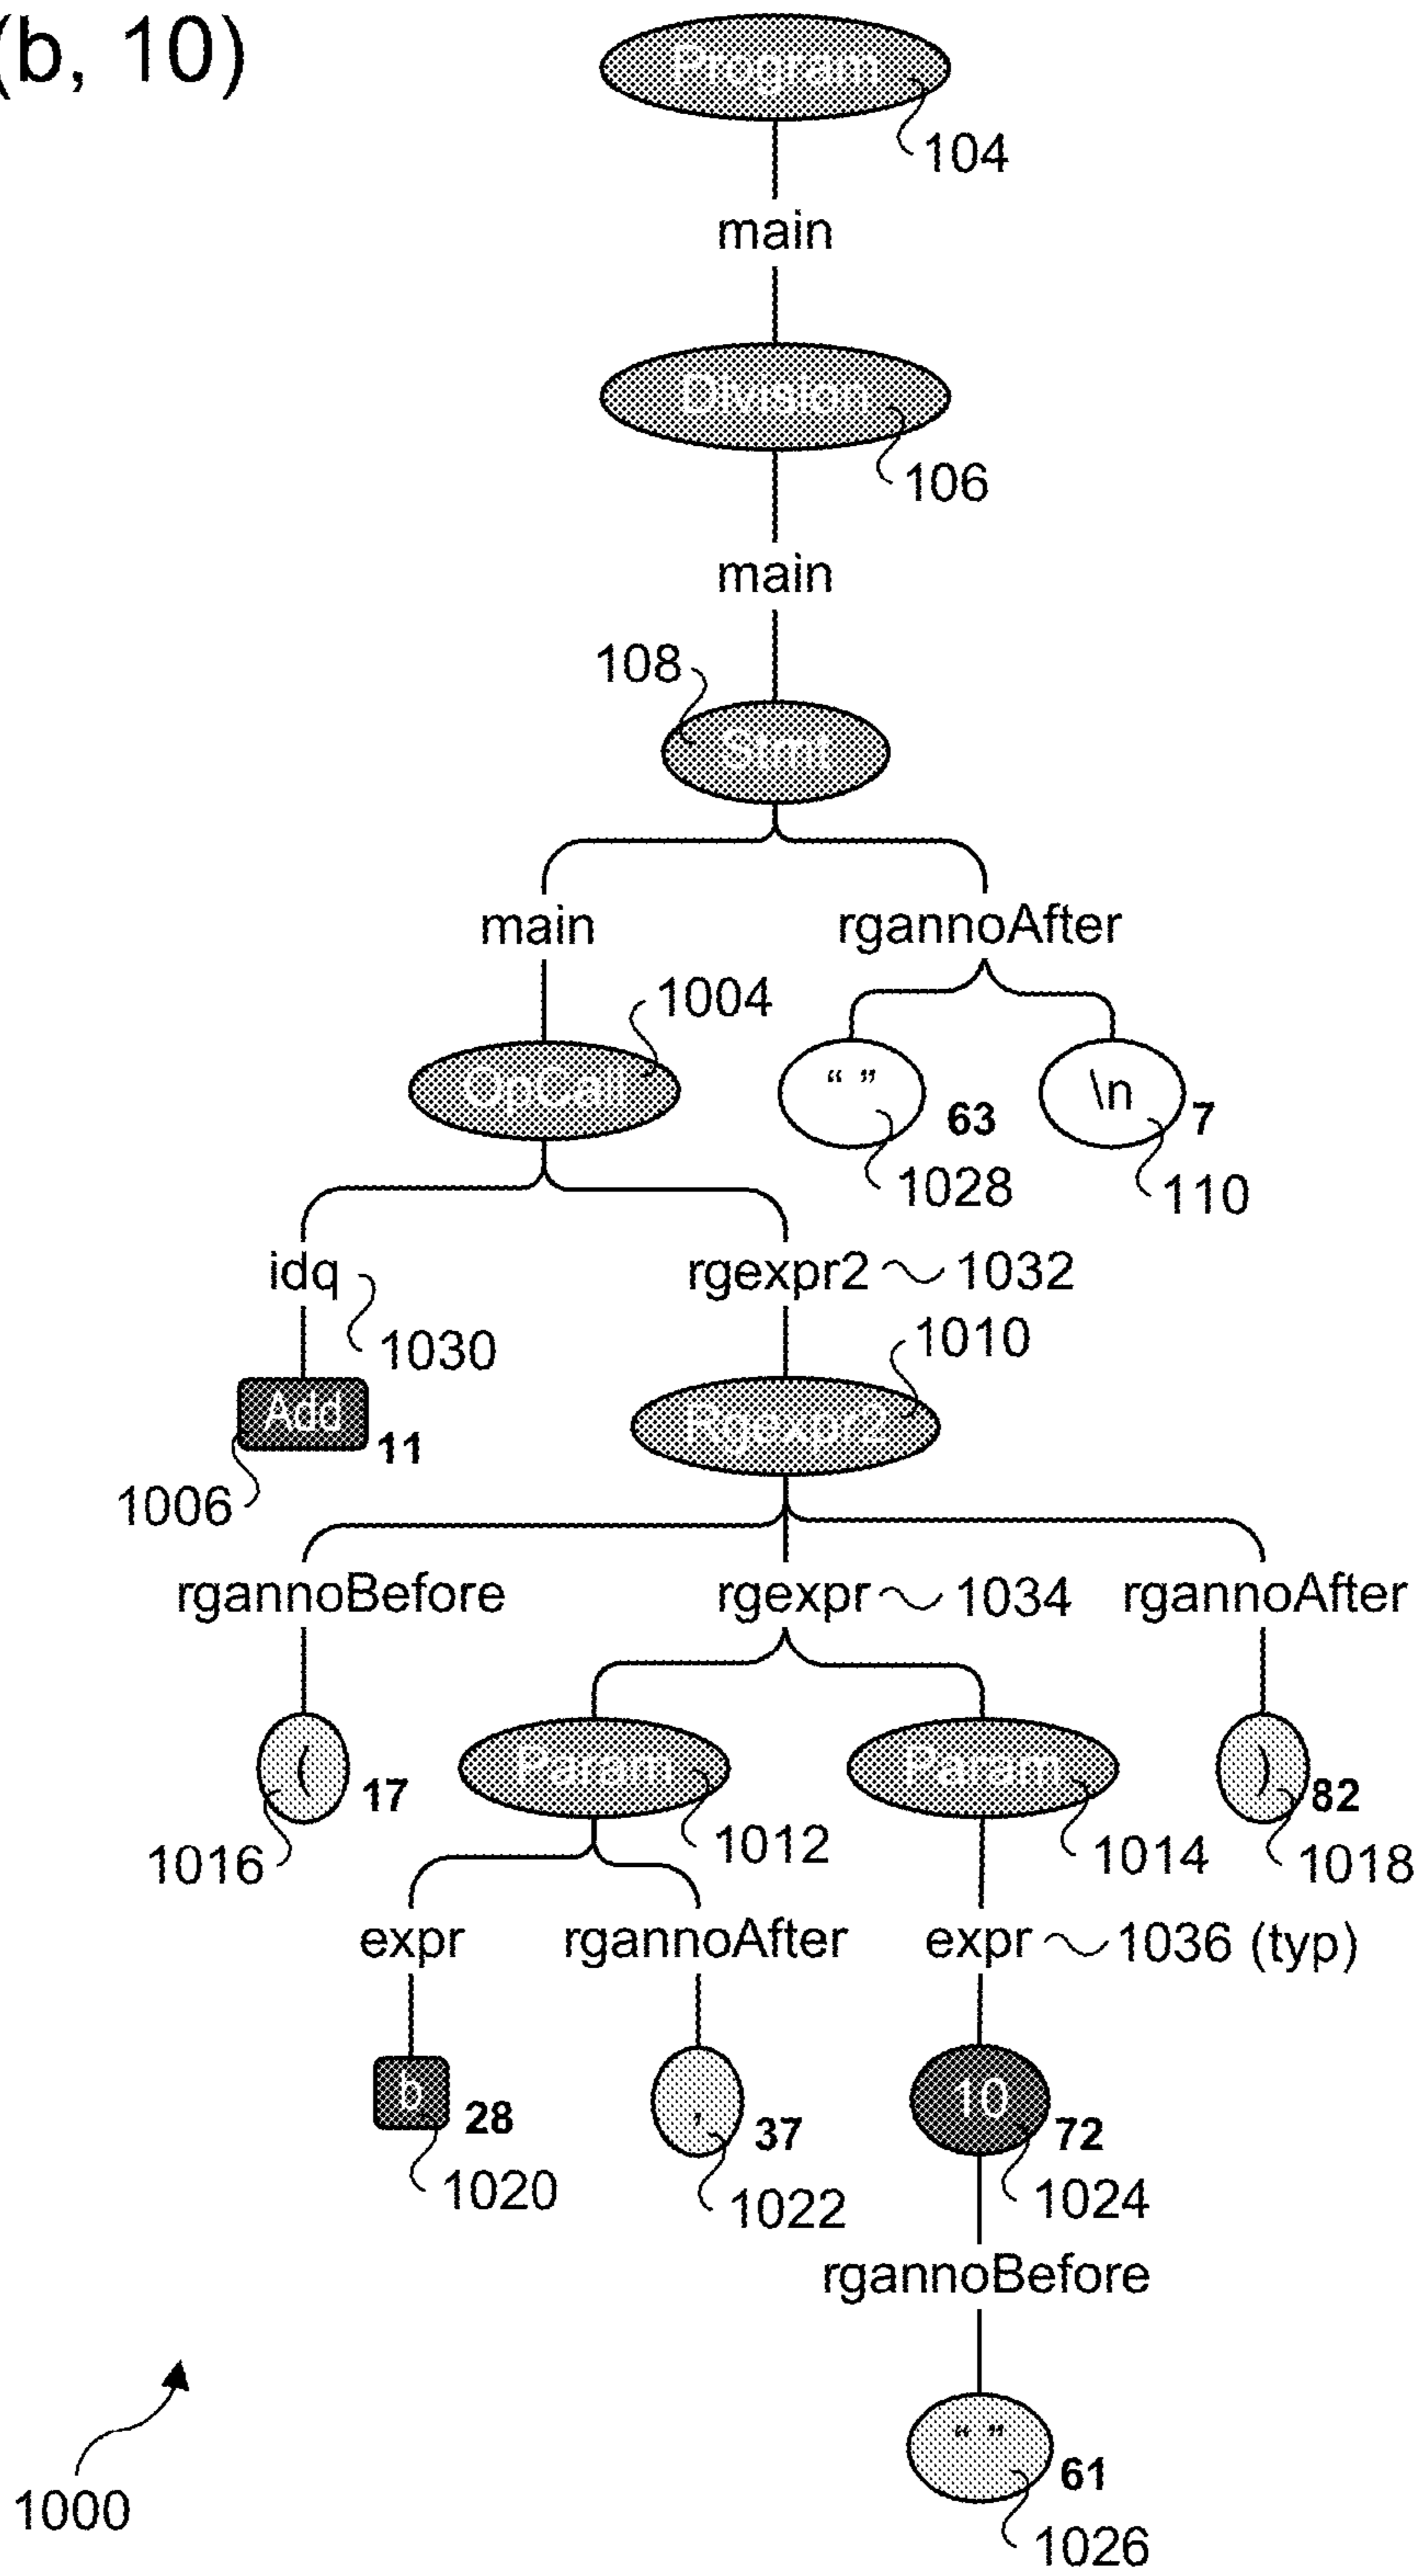 (b, 10)
Program
104
main
Division
106
main
108
Stmt
main
rgannoAfter
1004
OpCall
“ ”
63
\n
7
1028
110
idq
rgexpr2
1032
1030
1010
Add
11
Rgexpr2
1006
rgannoBefore
rgexpr
1034
rgannoAfter
(
17
Param
Param
)
82
1016
1012
1014
1018
expr
rgannoAfter
expr
1036 (typ)
b
28
,
37
10
72
1020
1022
1024
rgannoBefore
“ ”
61
1000
1026